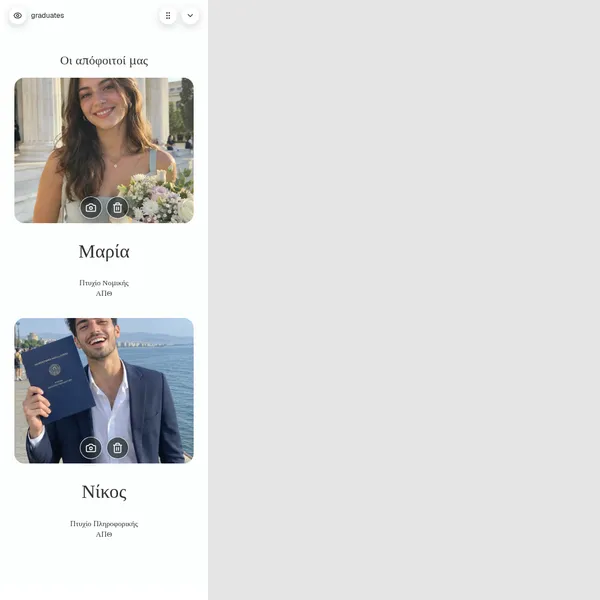 graduates
Οι απόφοιτοί μας
Μαρία
Πτυχίο Νομικής
ΑΠΘ
Νίκος
Πτυχίο Πληροφορικής
ΑΠΘ